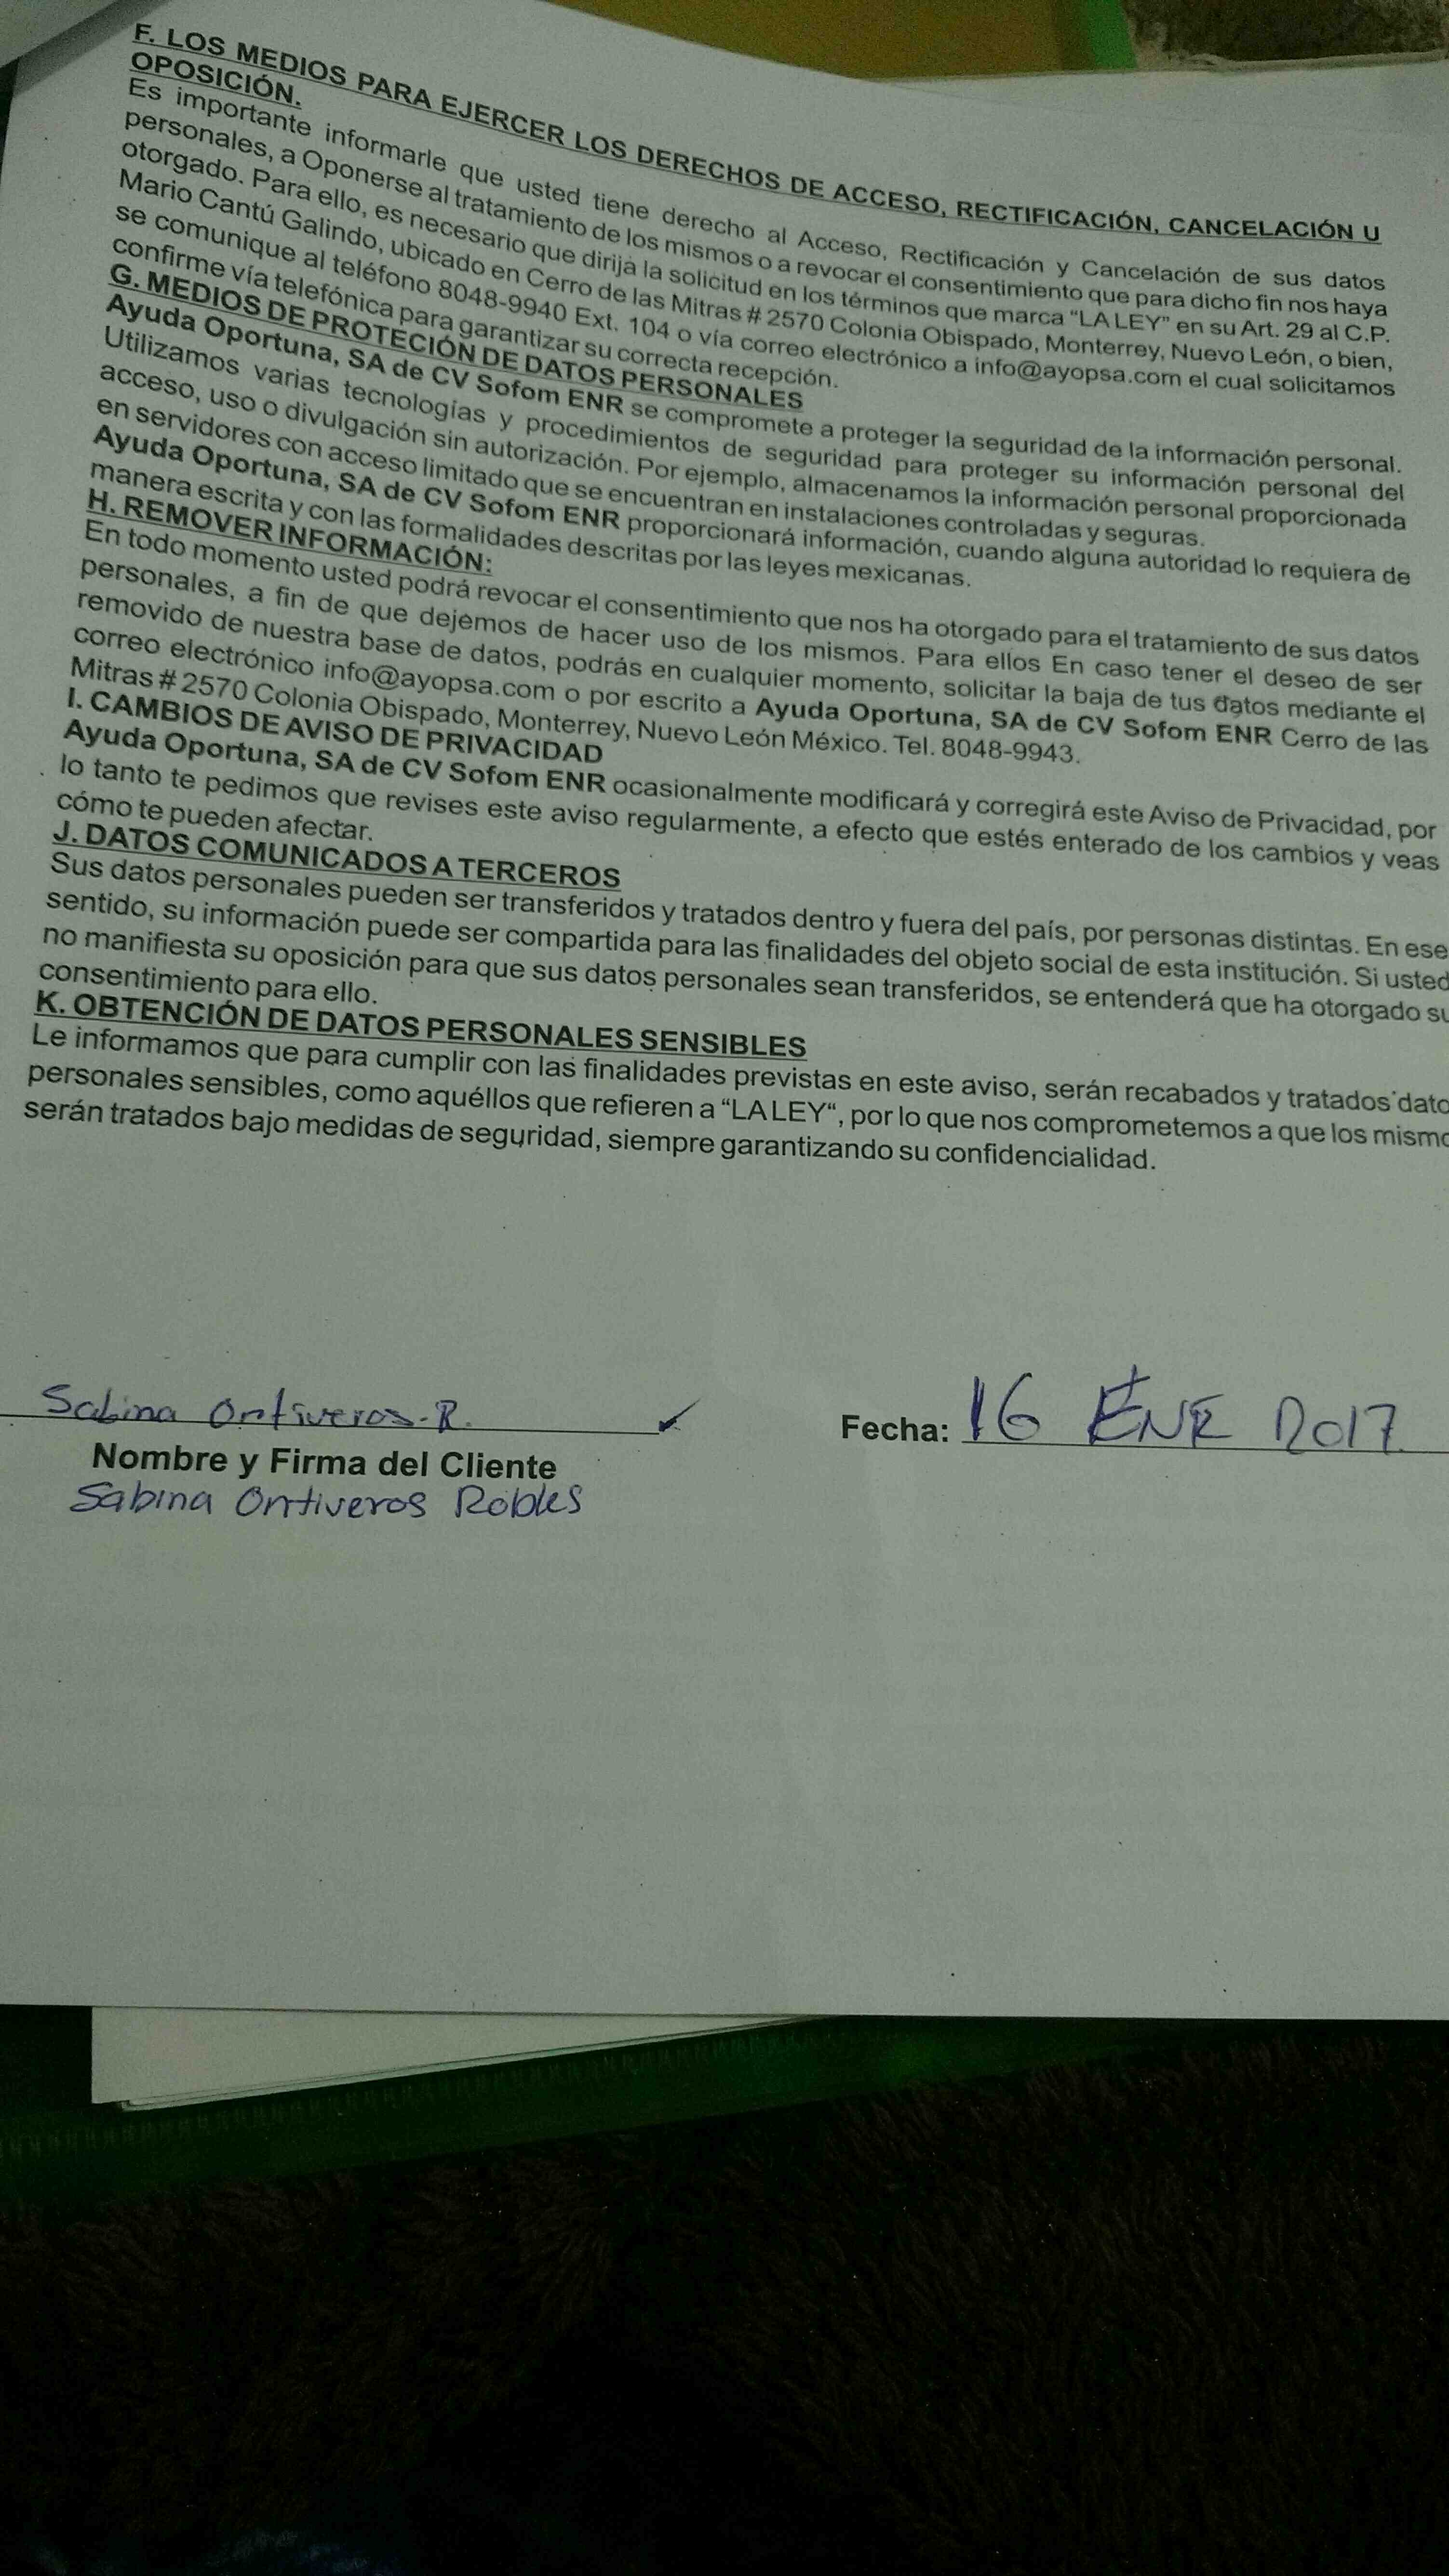 F. LOS MEDIOS PARA EJERCER LOS DERECHOS DE ACCESO, RECTIFICACIÓN, CANCELACIÓN U
OPOSICIÓN.
Es importante informarle que usted tiene derecho al Acceso, Rectificación y Cancelación de sus datos
personales, a Oponerse al tratamiento de los mismos o a revocar el consentimiento que para dicho fin nos haya
otorgado. Para ello, es necesario que dirija la solicitud en los términos que marca “LA LEY” en su Art. 29 al C.P.
Mario Cantú Galindo, ubicado en Cerro de las Mitras # 2570 Colonia Obispado, Monterrey, Nuevo León, o bien,
se comunique al teléfono 8048-9940 Ext. 104 o vía correo electrónico a info@ayopsa.com el cual solicitamos
confirme vía telefónica para garantizar su correcta recepción.
G. MEDIOS DE PROTECIÓN DE DATOS PERSONALES
Ayuda Oportuna, SA de CV Sofom ENR se compromete a proteger la seguridad de la información personal.
Utilizamos varias tecnologías y procedimientos de seguridad para proteger su información personal del
acceso, uso o divulgación sin autorización. Por ejemplo, almacenamos la información personal proporcionada
en servidores con acceso limitado que se encuentran en instalaciones controladas y seguras.
Ayuda Oportuna, SA de CV Sofom ENR proporcionará información, cuando alguna autoridad lo requiera de
manera escrita y con las formalidades descritas por las leyes mexicanas.
H. REMOVER INFORMACIÓN:
En todo momento usted podrá revocar el consentimiento que nos ha otorgado para el tratamiento de sus datos
personales, a fin de que dejemos de hacer uso de los mismos. Para ellos En caso tener el deseo de ser
removido de nuestra base de datos, podrás en cualquier momento, solicitar la baja de tus datos mediante el
correo electrónico info@ayopsa.com o por escrito a Ayuda Oportuna, SA de CV Sofom ENR Cerro de las
Mitras # 2570 Colonia Obispado, Monterrey, Nuevo León México. Tel. 8048-9943.
I. CAMBIOS DE AVISO DE PRIVACIDAD
Ayuda Oportuna, SA de CV Sofom ENR ocasionalmente modificará y corregirá este Aviso de Privacidad, por
lo tanto te pedimos que revises este aviso regularmente, a efecto que estés enterado de los cambios y veas
cómo te pueden afectar.
J. DATOS COMUNICADOS A TERCEROS
Sus datos personales pueden ser transferidos y tratados dentro y fuera del país, por personas distintas. En ese
sentido, su información puede ser compartida para las finalidades del objeto social de esta institución. Si usted
no manifiesta su oposición para que sus datos personales sean transferidos, se entenderá que ha otorgado su
consentimiento para ello.
K. OBTENCIÓN DE DATOS PERSONALES SENSIBLES
Le informamos que para cumplir con las finalidades previstas en este aviso, serán recabados y tratados dato
personales sensibles, como aquéllos que refieren a “LA LEY“, por lo que nos comprometemos a que los mismo
serán tratados bajo medidas de seguridad, siempre garantizando su confidencialidad.
Sabina Ontiveros.R.
Fecha: 16 ENE 2017
Nombre y Firma del Cliente
Sabina Ontiveros Robles